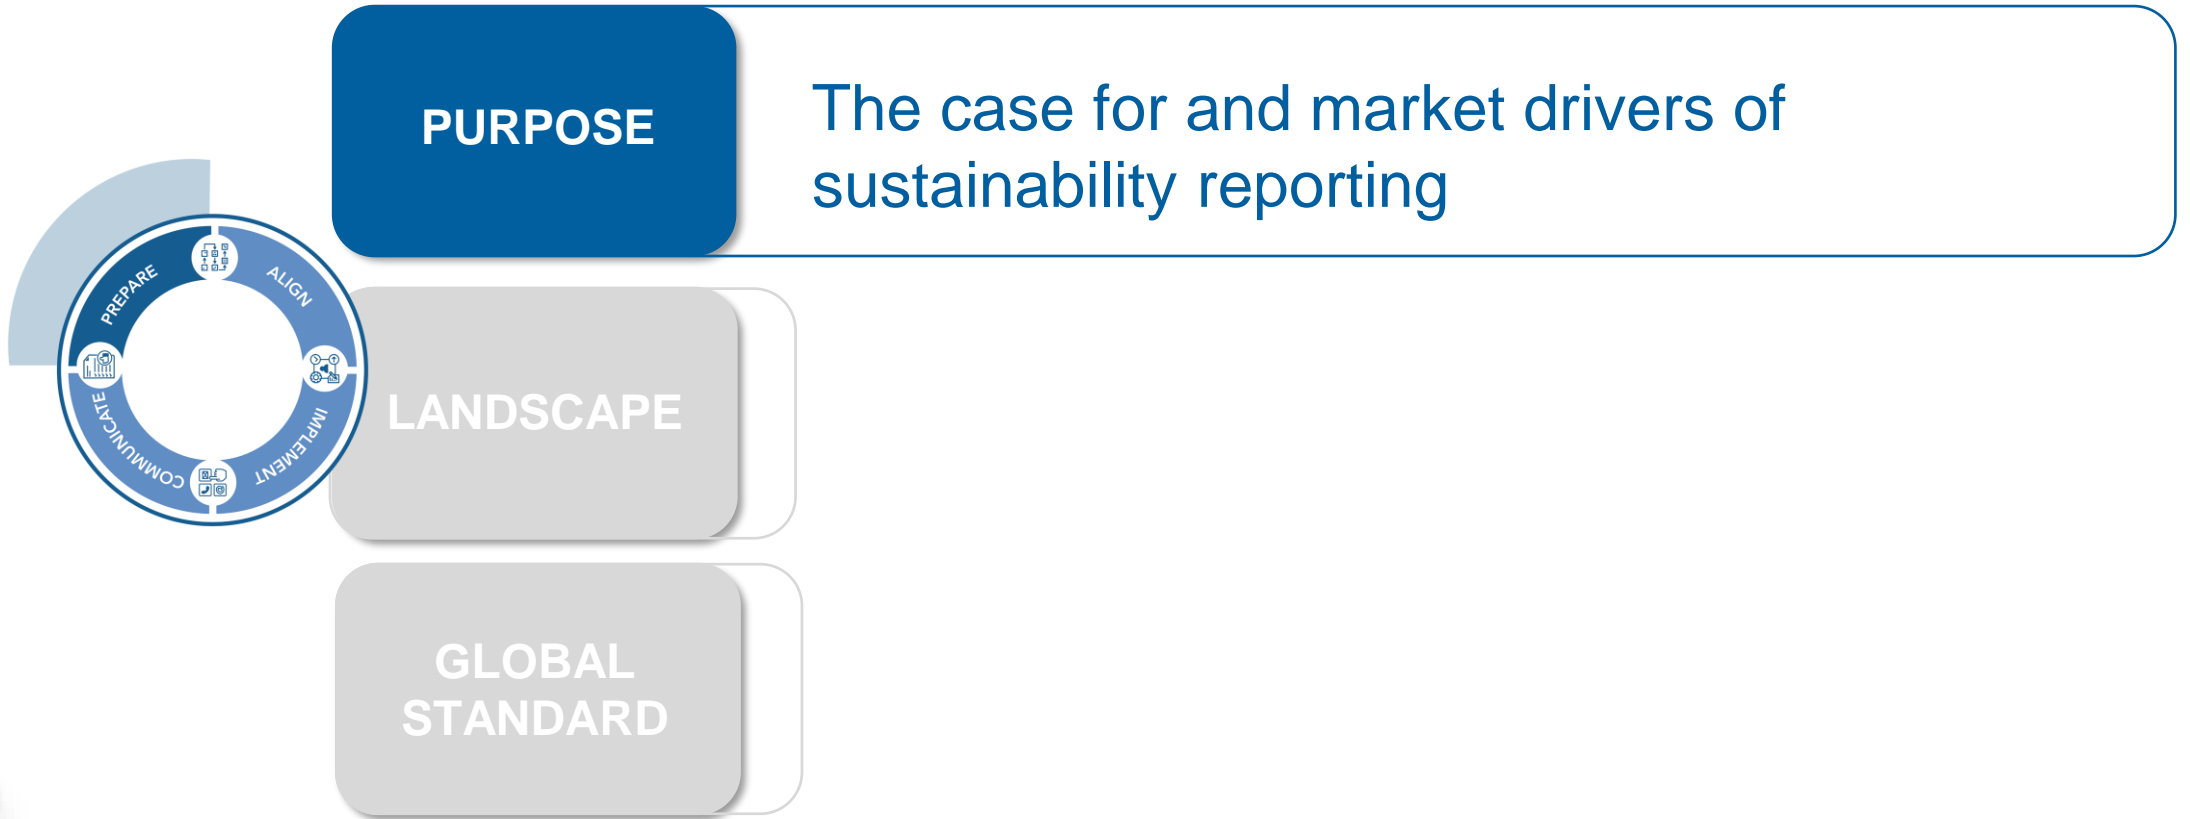 PURPOSE
The case for and market drivers of
sustainability reporting
PREPARE
ALIGN
IMPLEMENT
COMMUNICATE
LANDSCAPE
GLOBAL
STANDARD